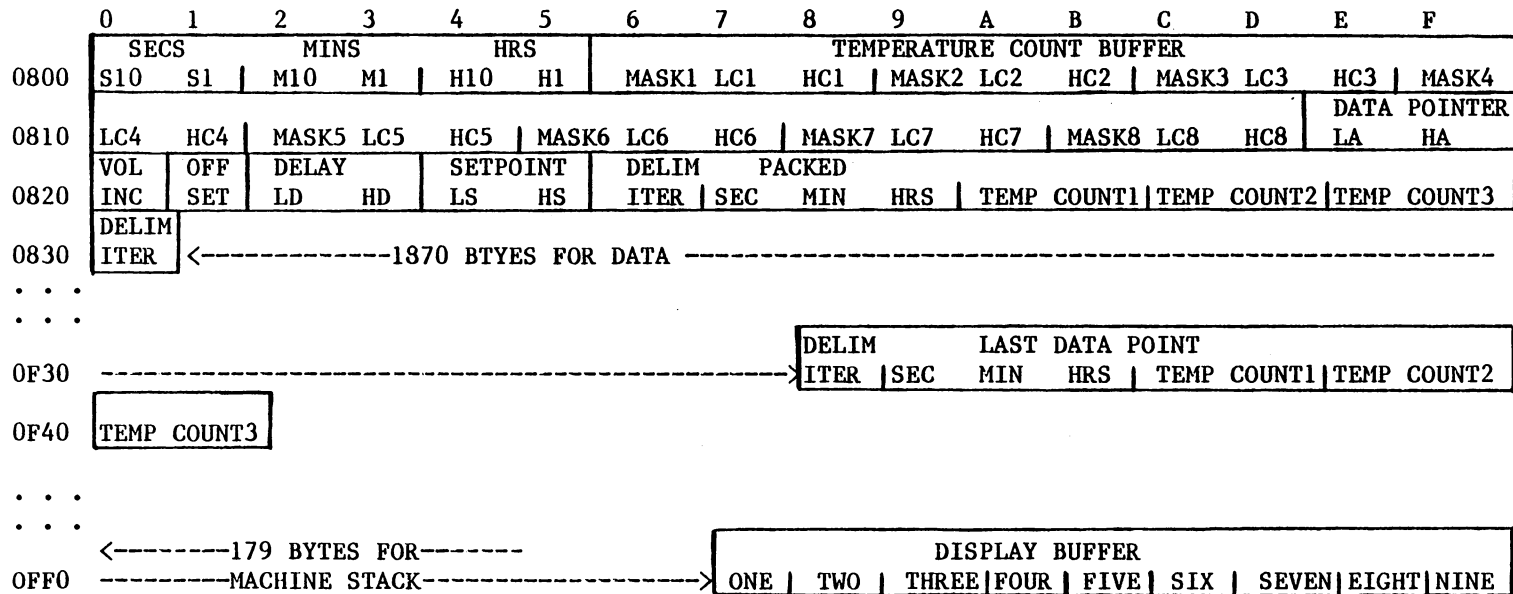 0 1 2 3 4 5 6 7 8 9 A B C D E F
SECS MINS HRS TEMPERATURE COUNT BUFFER
0800 S10 S1 | M10 M1 | H10 H1 MASK1 LC1 HC1 | MASK2 LC2 HC2 | MASK3 LC3 HC3 | MASK4
DATA POINTER
0810 LC4 HC4 | MASK5 LC5 HC5 | MASK6 LC6 HC6 | MASK7 LC7 HC7 | MASK8 LC8 HC8 LA HA
VOL OFF DELAY SETPOINT DELIM PACKED
0820 INC SET LD HD LS HS ITER | SEC MIN HRS | TEMP COUNT1 | TEMP COUNT2 | TEMP COUNT3
DELIM
0830 ITER <-------------1870 BTYES FOR DATA ----------------------------------------------
. . .
. . .
DELIM LAST DATA POINT
0F30 ----------------------------------------> ITER | SEC MIN HRS | TEMP COUNT1 | TEMP COUNT2
0F40 TEMP COUNT3
. . .
. . .
<--------179 BYTES FOR------ DISPLAY BUFFER
0FF0 ---------MACHINE STACK-----------------> ONE | TWO | THREE | FOUR | FIVE | SIX | SEVEN | EIGHT | NINE